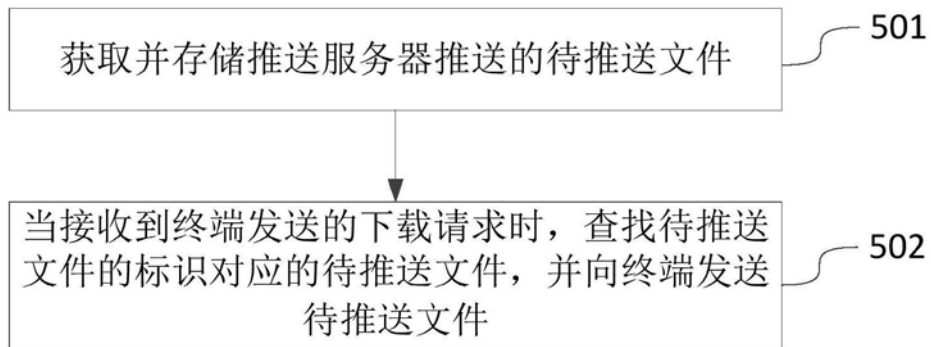 获取并存储推送服务器推送的待推送文件
501
当接收到终端发送的下载请求时，查找待推送
文件的标识对应的待推送文件，并向终端发送
待推送文件
502